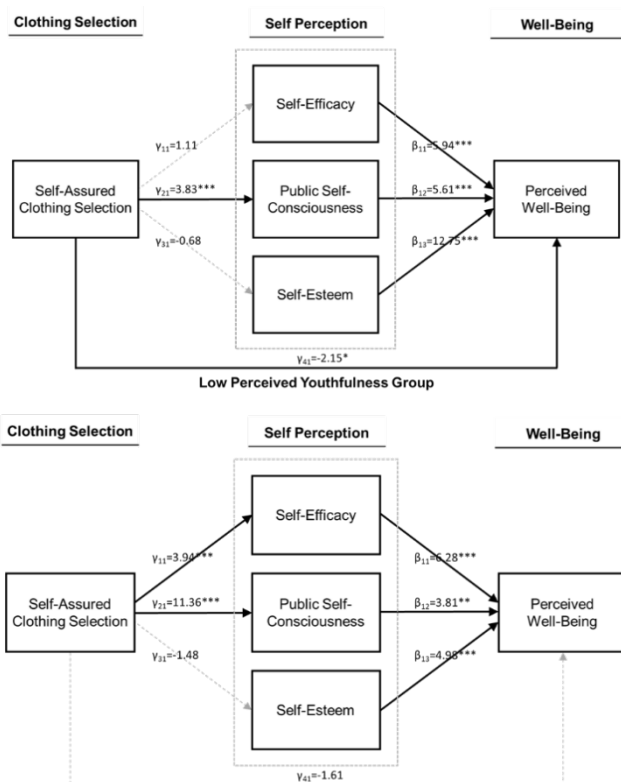 Clothing Selection
Self Perception
Well-Being
Self-Efficacy
γ11=1.11
β11=5.94***
Self-Assured
Clothing Selection
γ21=3.83***
Public Self-
Consciousness
β12=5.61***
Perceived
Well-Being
γ31=-0.68
β13=12.75***
Self-Esteem
γ41=-2.15*
Low Perceived Youthfulness Group
Clothing Selection
Self Perception
Well-Being
Self-Efficacy
γ11=3.94***
β11=6.28***
Self-Assured
Clothing Selection
γ21=11.36***
Public Self-
Consciousness
β12=3.81**
Perceived
Well-Being
γ31=-1.48
β13=4.98***
Self-Esteem
γ41=-1.61